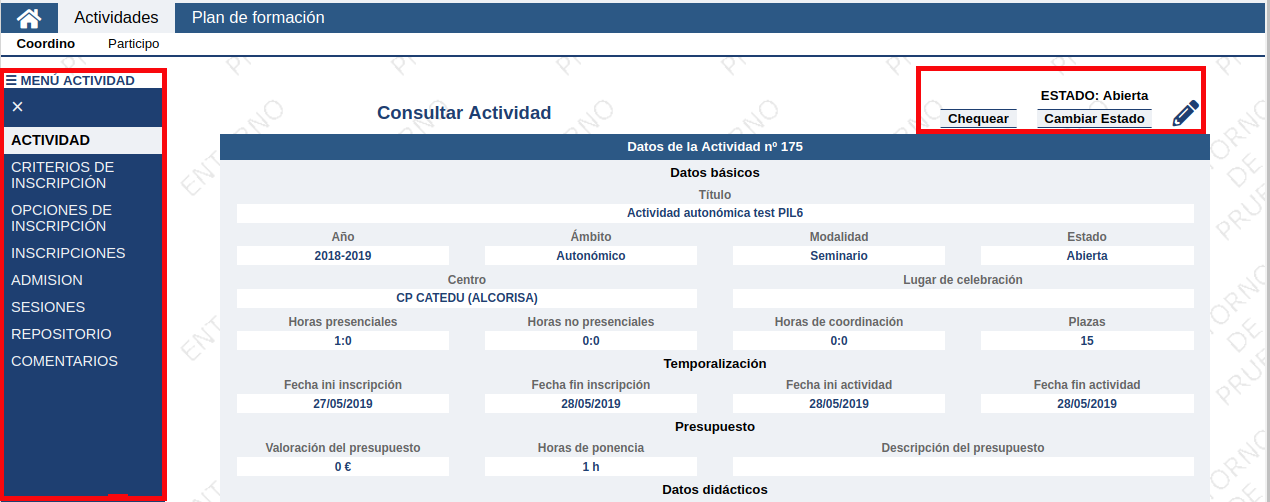 Actividades Plan de formación
Coordino Participo
☰ MENÚ ACTIVIDAD
✕
ACTIVIDAD
CRITERIOS DE
INSCRIPCIÓN
OPCIONES DE
INSCRIPCIÓN
INSCRIPCIONES
ADMISION
SESIONES
REPOSITORIO
COMENTARIOS
Consultar Actividad
ESTADO: Abierta
Chequear Cambiar Estado
Datos de la Actividad nº 175
Datos básicos
Título
Actividad autonómica test PIL6
Año Ámbito Modalidad Estado
2018-2019 Autonómico Seminario Abierta
Centro Lugar de celebración
CP CATEDU (ALCORISA)
Horas presenciales Horas no presenciales Horas de coordinación Plazas
1:0 0:0 0:0 15
Temporalización
Fecha ini inscripción Fecha fin inscripción Fecha ini actividad Fecha fin actividad
27/05/2019 28/05/2019 28/05/2019 28/05/2019
Presupuesto
Valoración del presupuesto Horas de ponencia Descripción del presupuesto
0 € 1 h
Datos didácticos